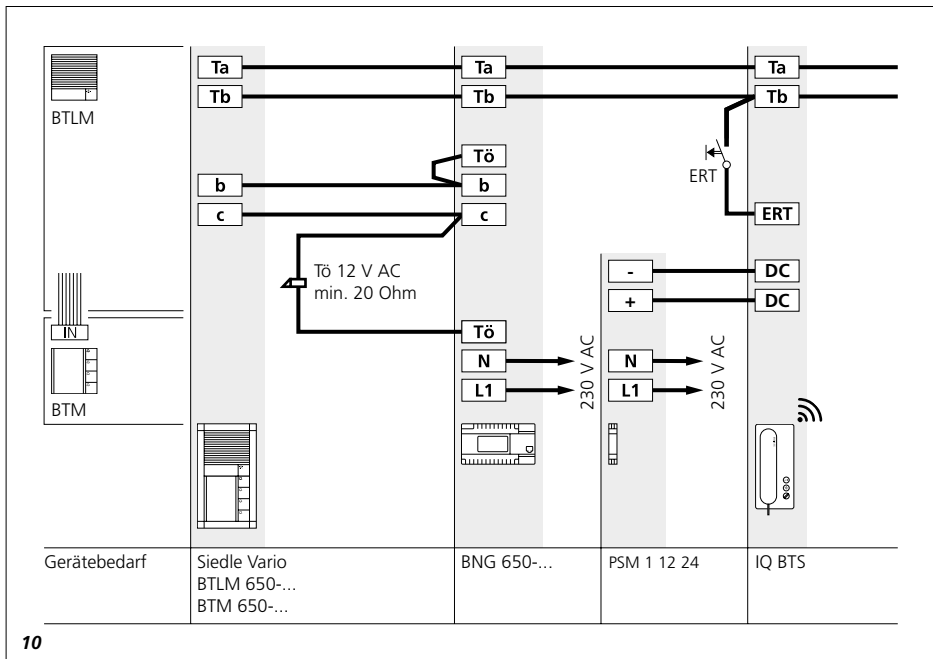 Ta Ta Ta
Tb Tb Tb
BTLM
Tö
ERT
b b
c c ERT
Tö 12 V AC
min. 20 Ohm
- DC
+ DC
IN
Tö
N N
L1 L1
230 V AC
230 V AC
BTM
Gerätebedarf
Siedle Vario
BTLM 650-...
BTM 650-...
BNG 650-...
PSM 1 12 24
IQ BTS
10